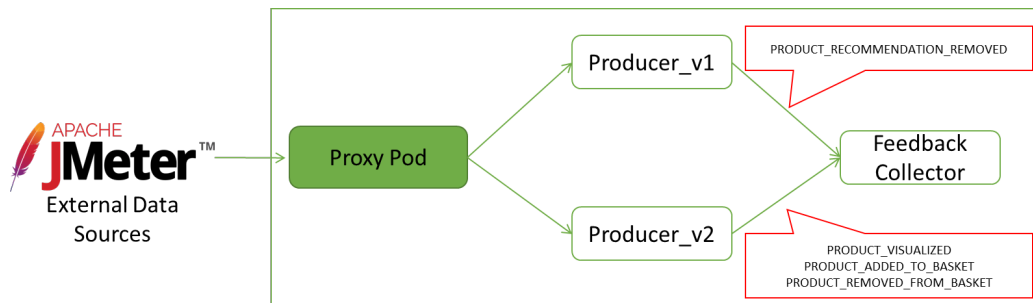 APACHE
JMeter™
External Data
Sources
Proxy Pod
Producer_v1
Producer_v2
PRODUCT_RECOMMENDATION_REMOVED
Feedback
Collector
PRODUCT_VISUALIZED
PRODUCT_ADDED_TO_BASKET
PRODUCT_REMOVED_FROM_BASKET